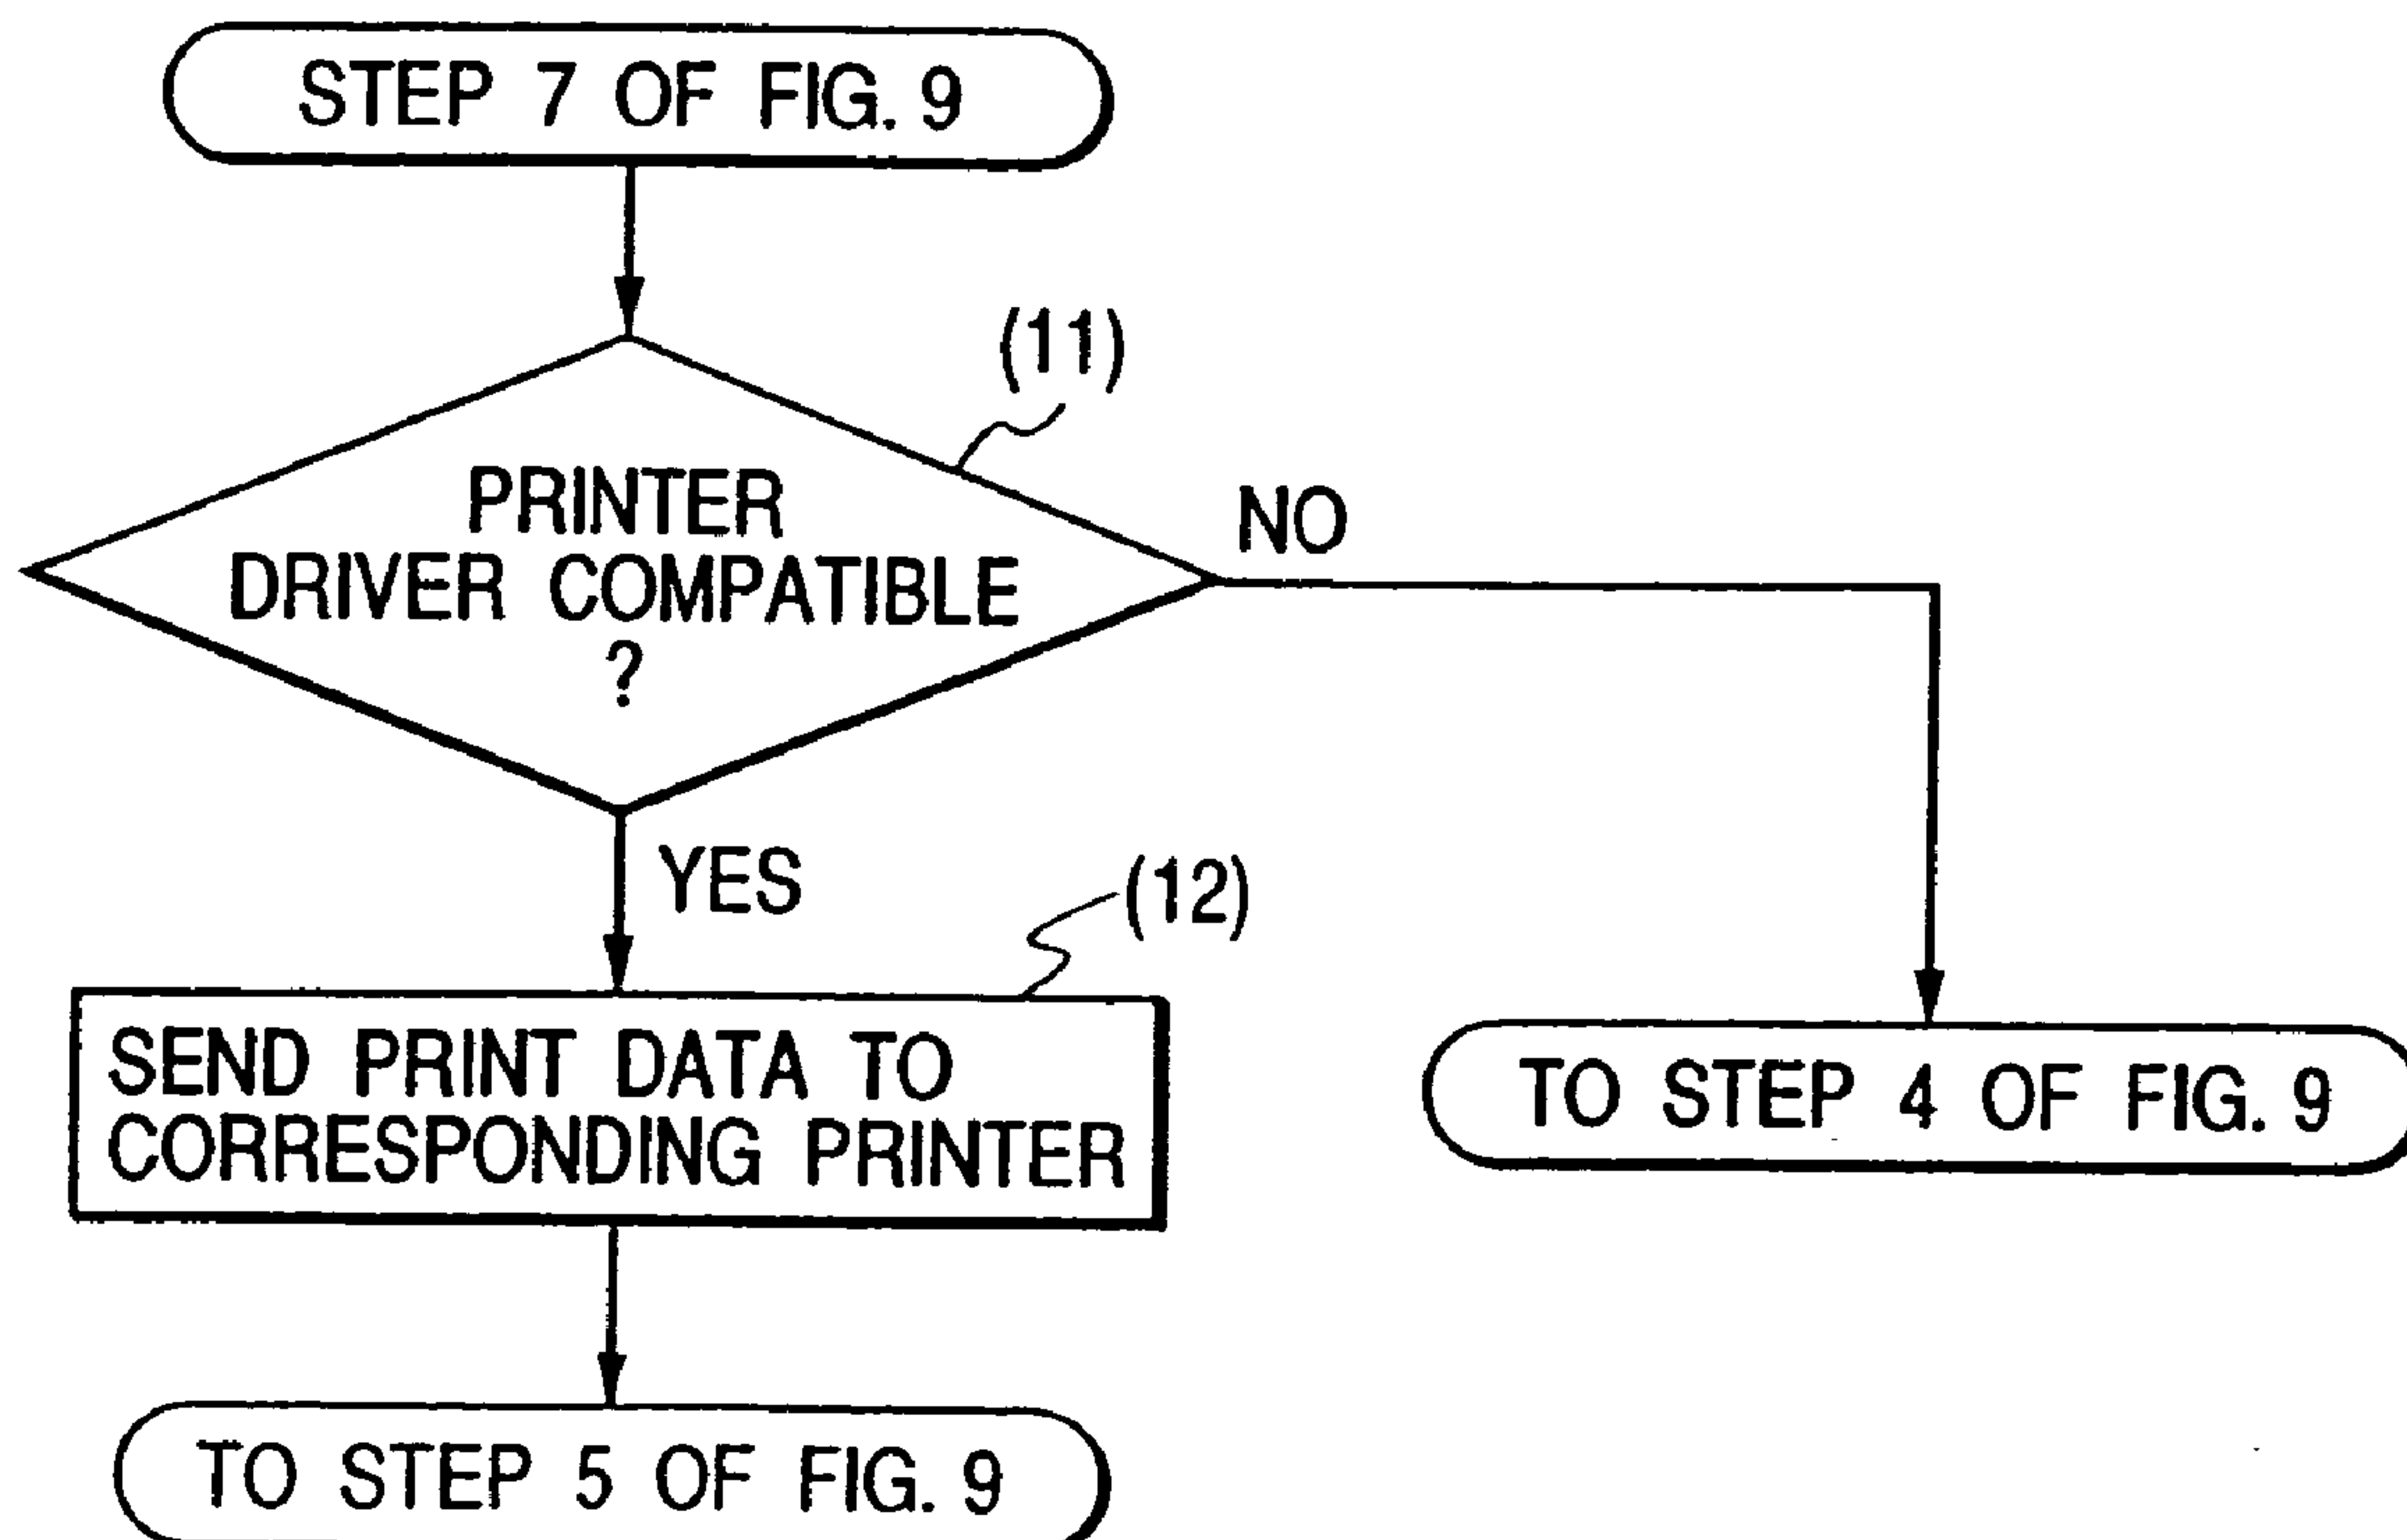 STEP 7 OF FIG. 9
(11)
PRINTER
DRIVER COMPATIBLE
?
NO
YES
(12)
SEND PRINT DATA TO
CORRESPONDING PRINTER
TO STEP 4 OF FIG. 9
TO STEP 5 OF FIG. 9